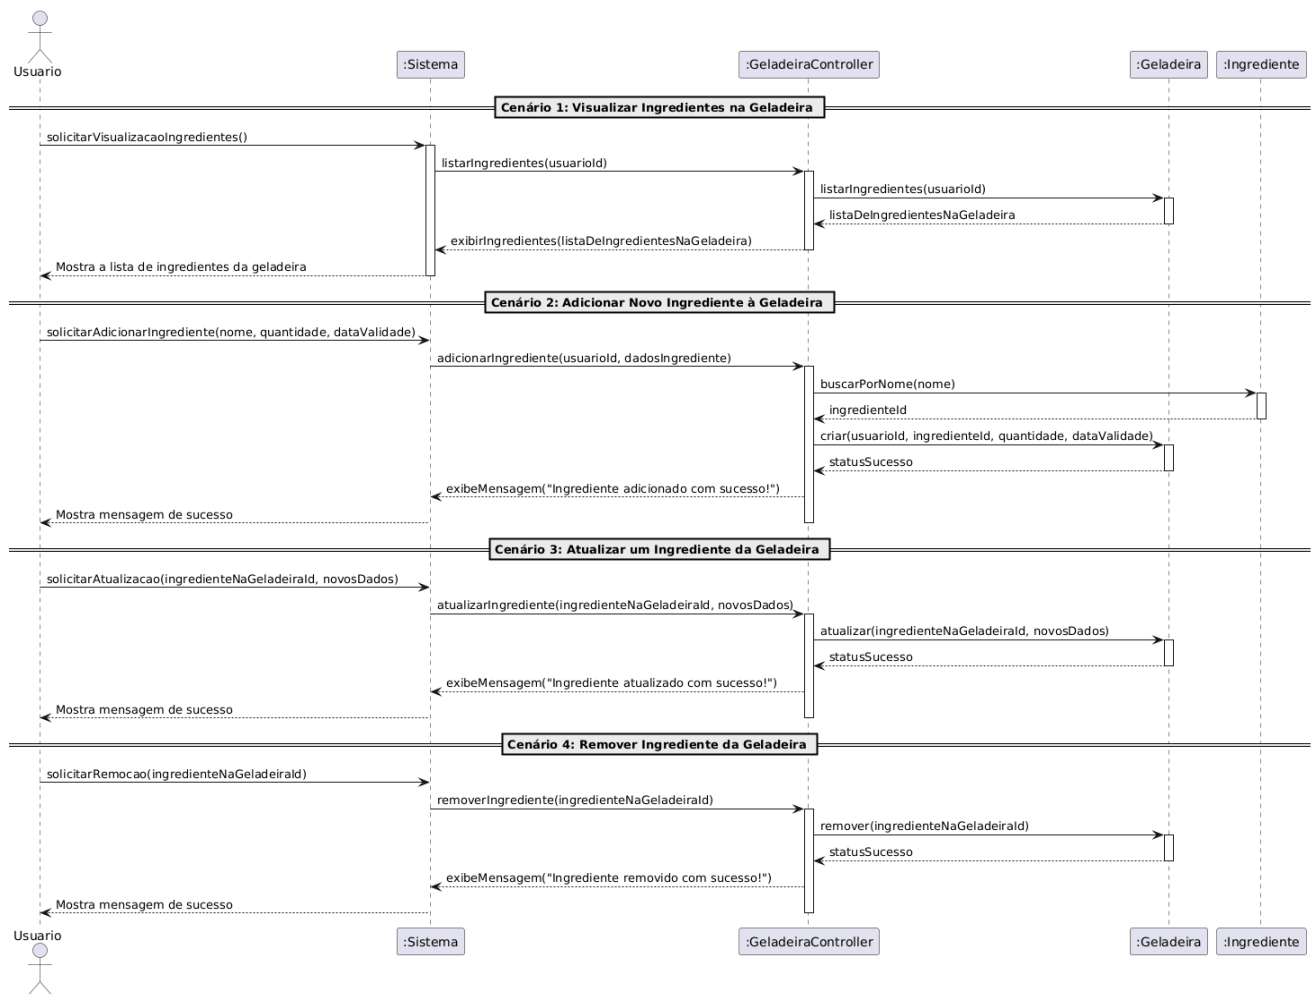 Usuario
:Sistema
:GeladeiraController
:Geladeira
:Ingrediente
Cenário 1: Visualizar Ingredientes na Geladeira
solicitarVisualizacaoIngredientes()
listarIngredientes(usuarioId)
listarIngredientes(usuarioId)
listaDeIngredientesNaGeladeira
exibirIngredientes(listaDeIngredientesNaGeladeira)
Mostra a lista de ingredientes da geladeira
Cenário 2: Adicionar Novo Ingrediente à Geladeira
solicitarAdicionarIngrediente(nome, quantidade, dataValidade)
adicionarIngrediente(usuarioId, dadosIngrediente)
buscarPorNome(nome)
ingredienteId
criar(usuarioId, ingredienteId, quantidade, dataValidade)
statusSucesso
exibeMensagem("Ingrediente adicionado com sucesso!")
Mostra mensagem de sucesso
Cenário 3: Atualizar um Ingrediente da Geladeira
solicitarAtualizacao(ingredienteNaGeladeiraId, novosDados)
atualizarIngrediente(ingredienteNaGeladeiraId, novosDados)
atualizar(ingredienteNaGeladeiraId, novosDados)
statusSucesso
exibeMensagem("Ingrediente atualizado com sucesso!")
Mostra mensagem de sucesso
Cenário 4: Remover Ingrediente da Geladeira
solicitarRemocao(ingredienteNaGeladeiraId)
removerIngrediente(ingredienteNaGeladeiraId)
remover(ingredienteNaGeladeiraId)
statusSucesso
exibeMensagem("Ingrediente removido com sucesso!")
Mostra mensagem de sucesso
Usuario
:Sistema
:GeladeiraController
:Geladeira
:Ingrediente